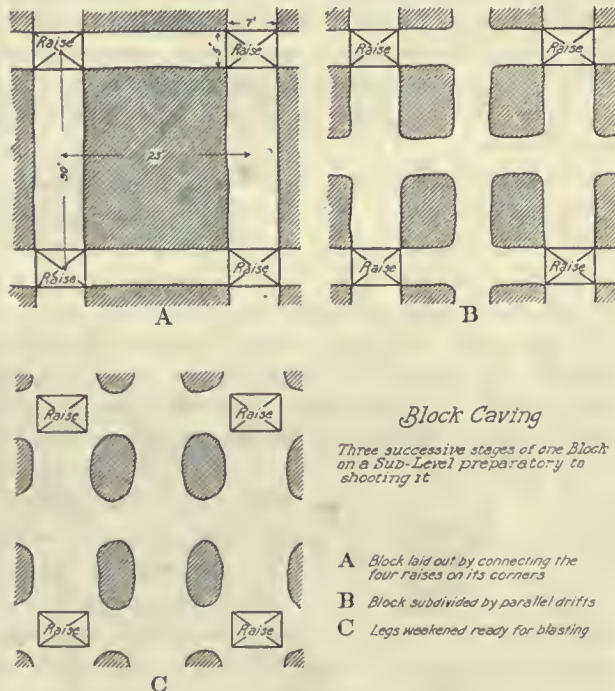 Raise
7'
5'
Raise
25'
Raise
Raise
A
Raise
Raise
Raise
Raise
B
Raise
Raise
Raise
Raise
C
Block Caving
Three successive stages of one Block
on a Sub-Level preparatory to
shooting it
A Block laid out by connecting the
four raises on its corners
B Block subdivided by parallel drifts
C Legs weakened ready for blasting